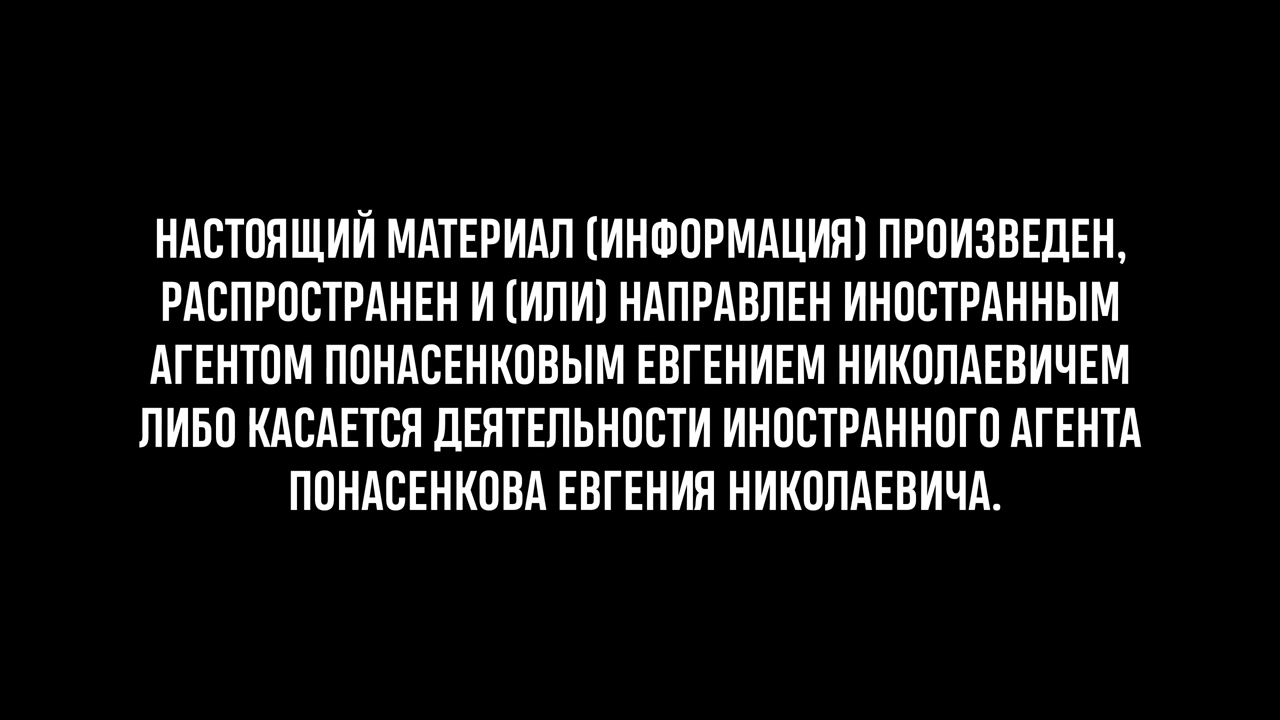 НАСТОЯЩИЙ МАТЕРИАЛ (ИНФОРМАЦИЯ) ПРОИЗВЕДЕН,
РАСПРОСТРАНЕН И (ИЛИ) НАПРАВЛЕН ИНОСТРАННЫМ
АГЕНТОМ ПОНАСЕНКОВЫМ ЕВГЕНИЕМ НИКОЛАЕВИЧЕМ
ЛИБО КАСАЕТСЯ ДЕЯТЕЛЬНОСТИ ИНОСТРАННОГО АГЕНТА
ПОНАСЕНКОВА ЕВГЕНИЯ НИКОЛАЕВИЧА.